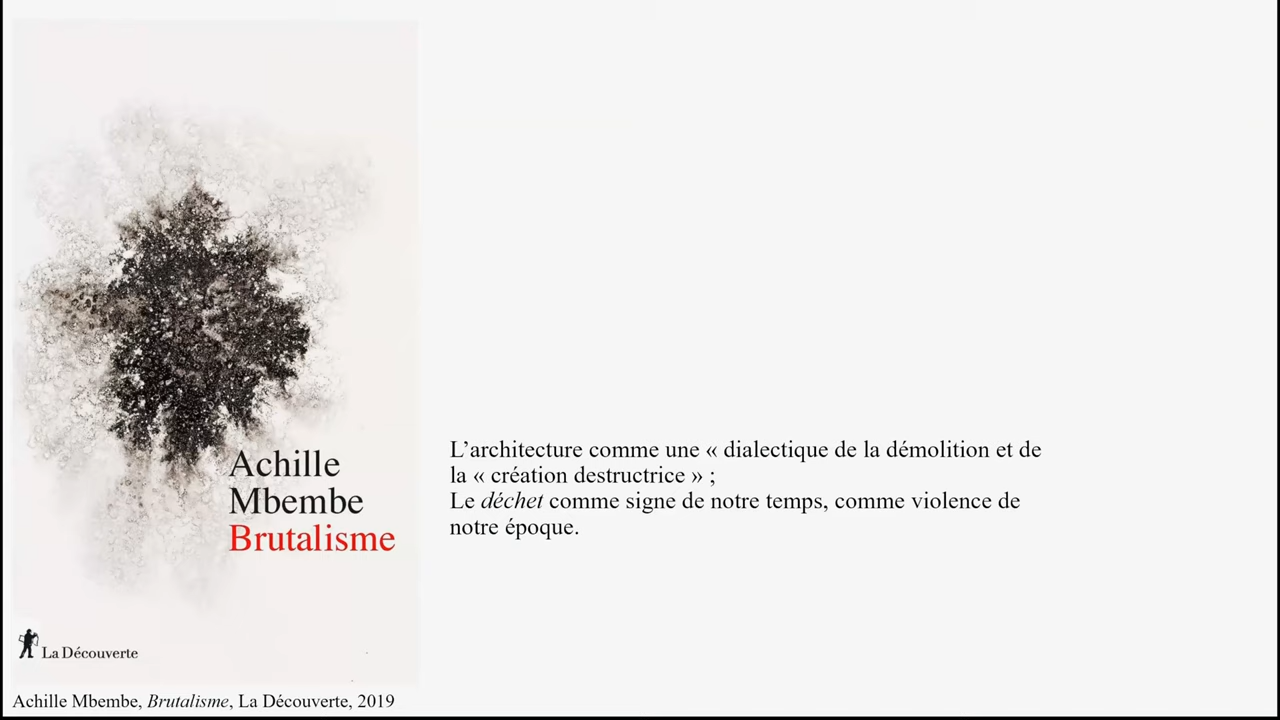 Achille
Mbembe
Brutalisme
La Découverte
Achille Mbembe, Brutalisme, La Découverte, 2019
L’architecture comme une « dialectique de la démolition et de
la « création destructrice » ;
Le déchet comme signe de notre temps, comme violence de
notre époque.